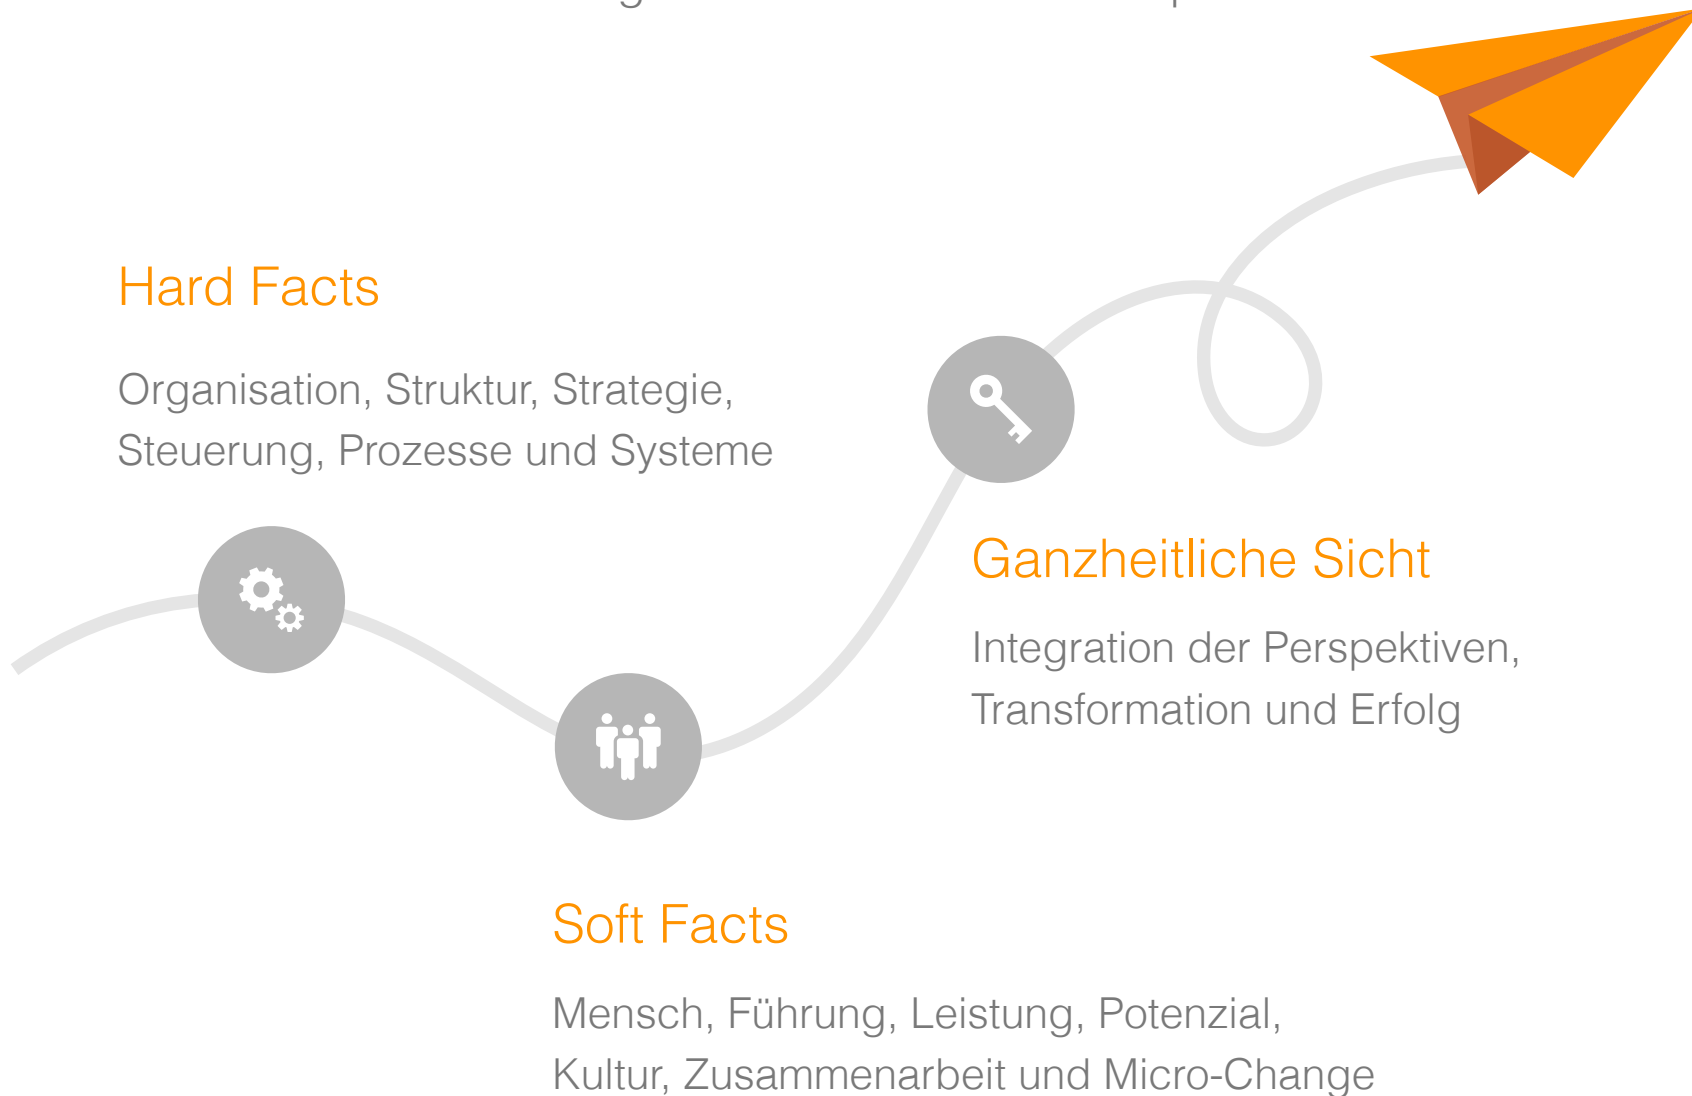 Hard Facts
Organisation, Struktur, Strategie,
Steuerung, Prozesse und Systeme
Ganzheitliche Sicht
Integration der Perspektiven,
Transformation und Erfolg
Soft Facts
Mensch, Führung, Leistung, Potenzial,
Kultur, Zusammenarbeit und Micro-Change